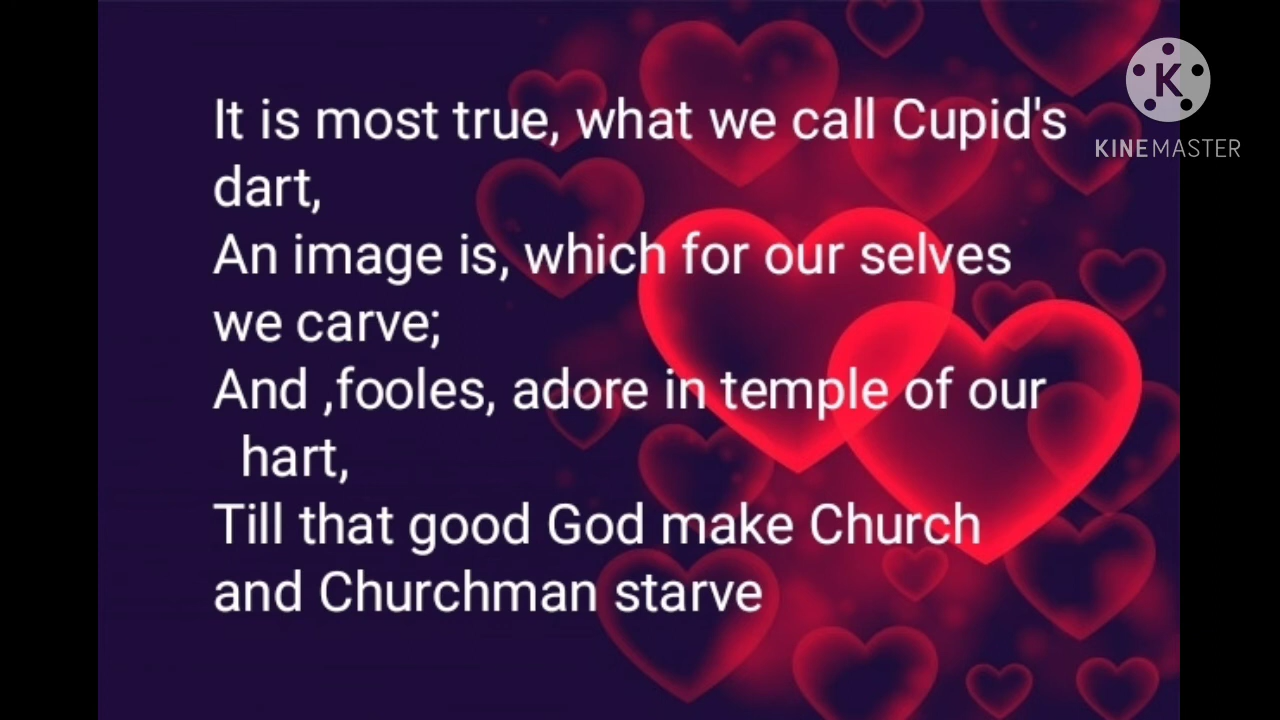 It is most true, what we call Cupid's
dart,
An image is, which for our selves
we carve;
And ,fooles, adore in temple of our
hart,
Till that good God make Church
and Churchman starve
K
KINEMASTER